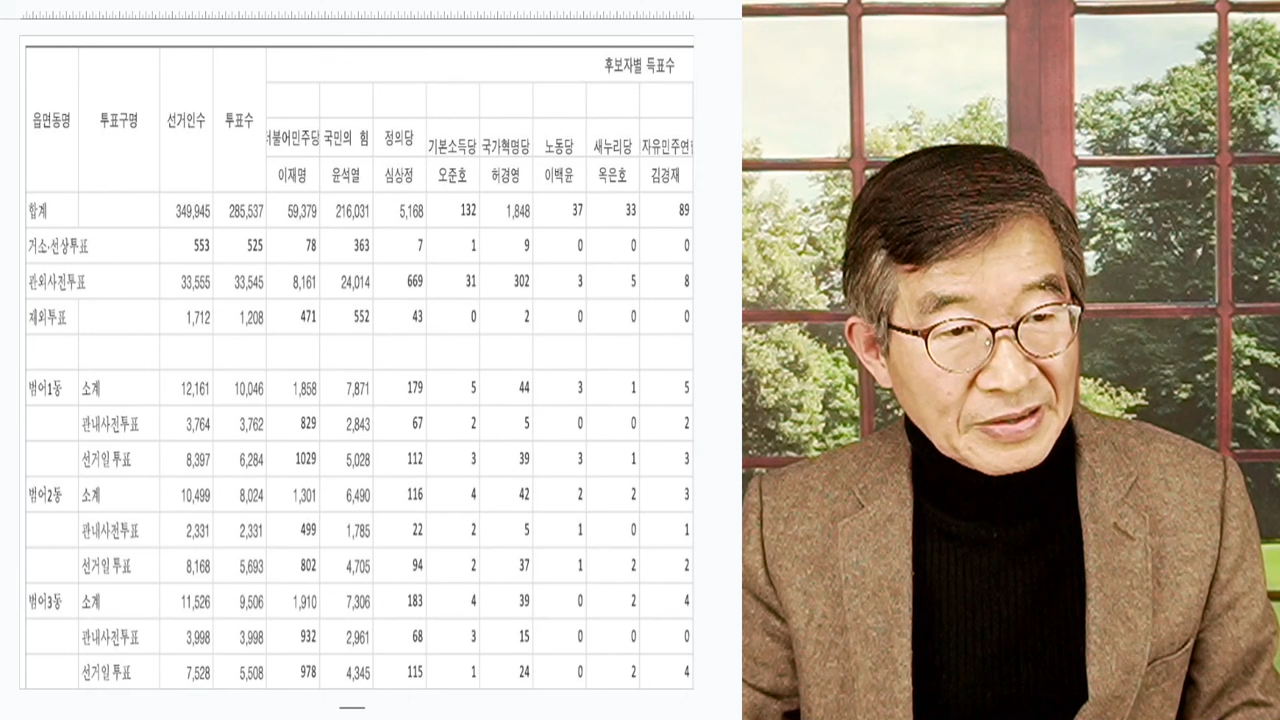 후보자별 득표수
읍면동명 투표구명 선거인수 투표수
더불어민주당 국민의 힘 정의당 기본소득당 국가혁명당 노동당 새누리당 자유민주연합
이재명 윤석열 심상정 오준호 허경영 이백윤 옥은호 김경재
합계 349,945 285,537 59,379 216,031 5,168 132 1,848 37 33 89
거소·선상투표 553 525 78 363 7 1 9 0 0 0
관외사전투표 33,555 33,545 8,161 24,014 669 31 302 3 5 8
재외투표 1,712 1,208 471 552 43 0 2 0 0 0
범어1동 소계 12,161 10,046 1,858 7,871 179 5 44 3 1 5
관내사전투표 3,764 3,762 829 2,843 67 2 5 0 0 2
선거일 투표 8,397 6,284 1029 5,028 112 3 39 3 1 3
범어2동 소계 10,499 8,024 1,301 6,490 116 4 42 2 2 3
관내사전투표 2,331 2,331 499 1,785 22 2 5 1 0 1
선거일 투표 8,168 5,693 802 4,705 94 2 37 1 2 2
범어3동 소계 11,526 9,506 1,910 7,306 183 4 39 0 2 4
관내사전투표 3,998 3,998 932 2,961 68 3 15 0 0 0
선거일 투표 7,528 5,508 978 4,345 115 1 24 0 2 4